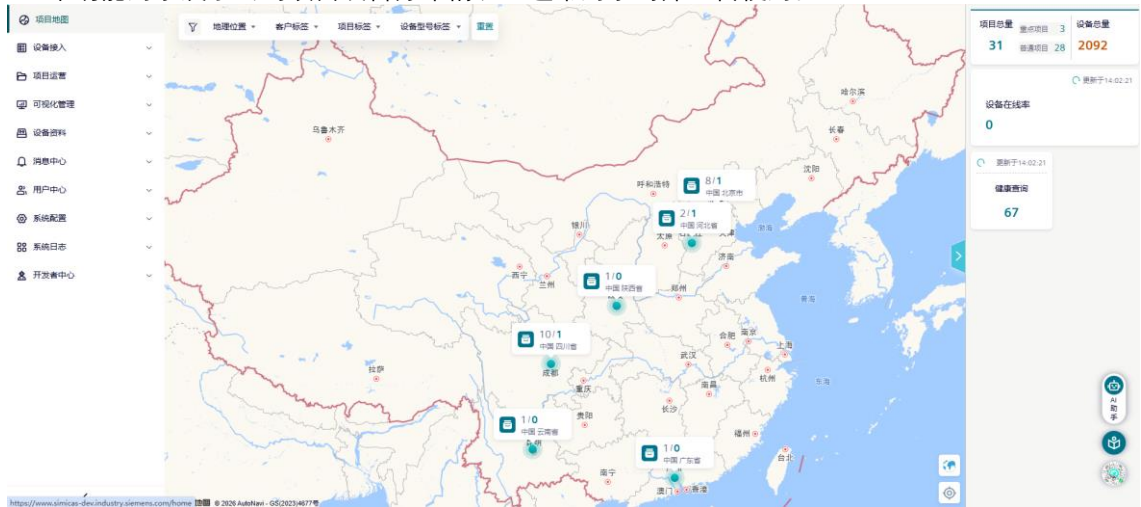 项目地图
设备接入
项目运营
可视化管理
设备资料
消息中心
用户中心
系统配置
系统日志
开发者中心
地理位置
客户标签
项目标签
设备型号标签
重置
哈尔滨
长春
沈阳
乌鲁木齐
呼和浩特
8/1
中国 北京市
2/1
中国 河北省
太原
天津
渤海
银川
济南
西宁
兰州
1/0
中国 陕西省
郑州
黄海
10/1
中国 四川省
成都
合肥
南京
上海
武汉
杭州
拉萨
重庆
南昌
东海
长沙
贵阳
1/0
中国 云南省
福州
台北
1/0
中国 广东省
南宁
澳门
香港
项目总量
31
重点项目 3
普通项目 28
设备总量
2092
更新于14:02:21
设备在线率
0
更新于14:02:21
健康查询
67
AI
助
手
https://www.simicas-dev.industry.siemens.com/home
© 2026 AutoNavi - GS(2023)4677号